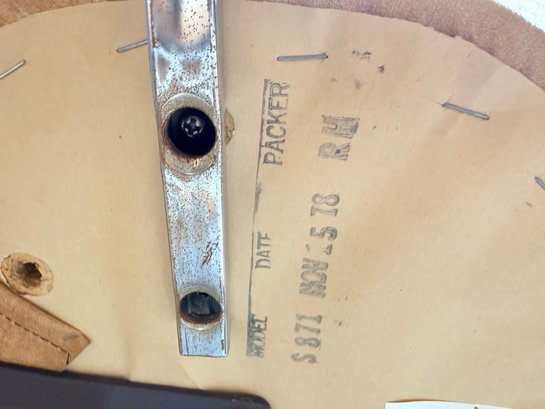 MODEL DATE PACKER
S 871 NOV 15 78 RH